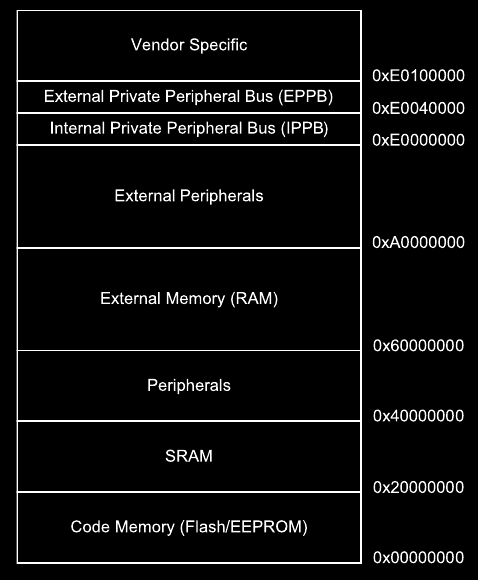 Vendor Specific
0xE0100000
External Private Peripheral Bus (EPPB)
0xE0040000
Internal Private Peripheral Bus (IPPB)
0xE0000000
External Peripherals
0xA0000000
External Memory (RAM)
0x60000000
Peripherals
0x40000000
SRAM
0x20000000
Code Memory (Flash/EEPROM)
0x00000000